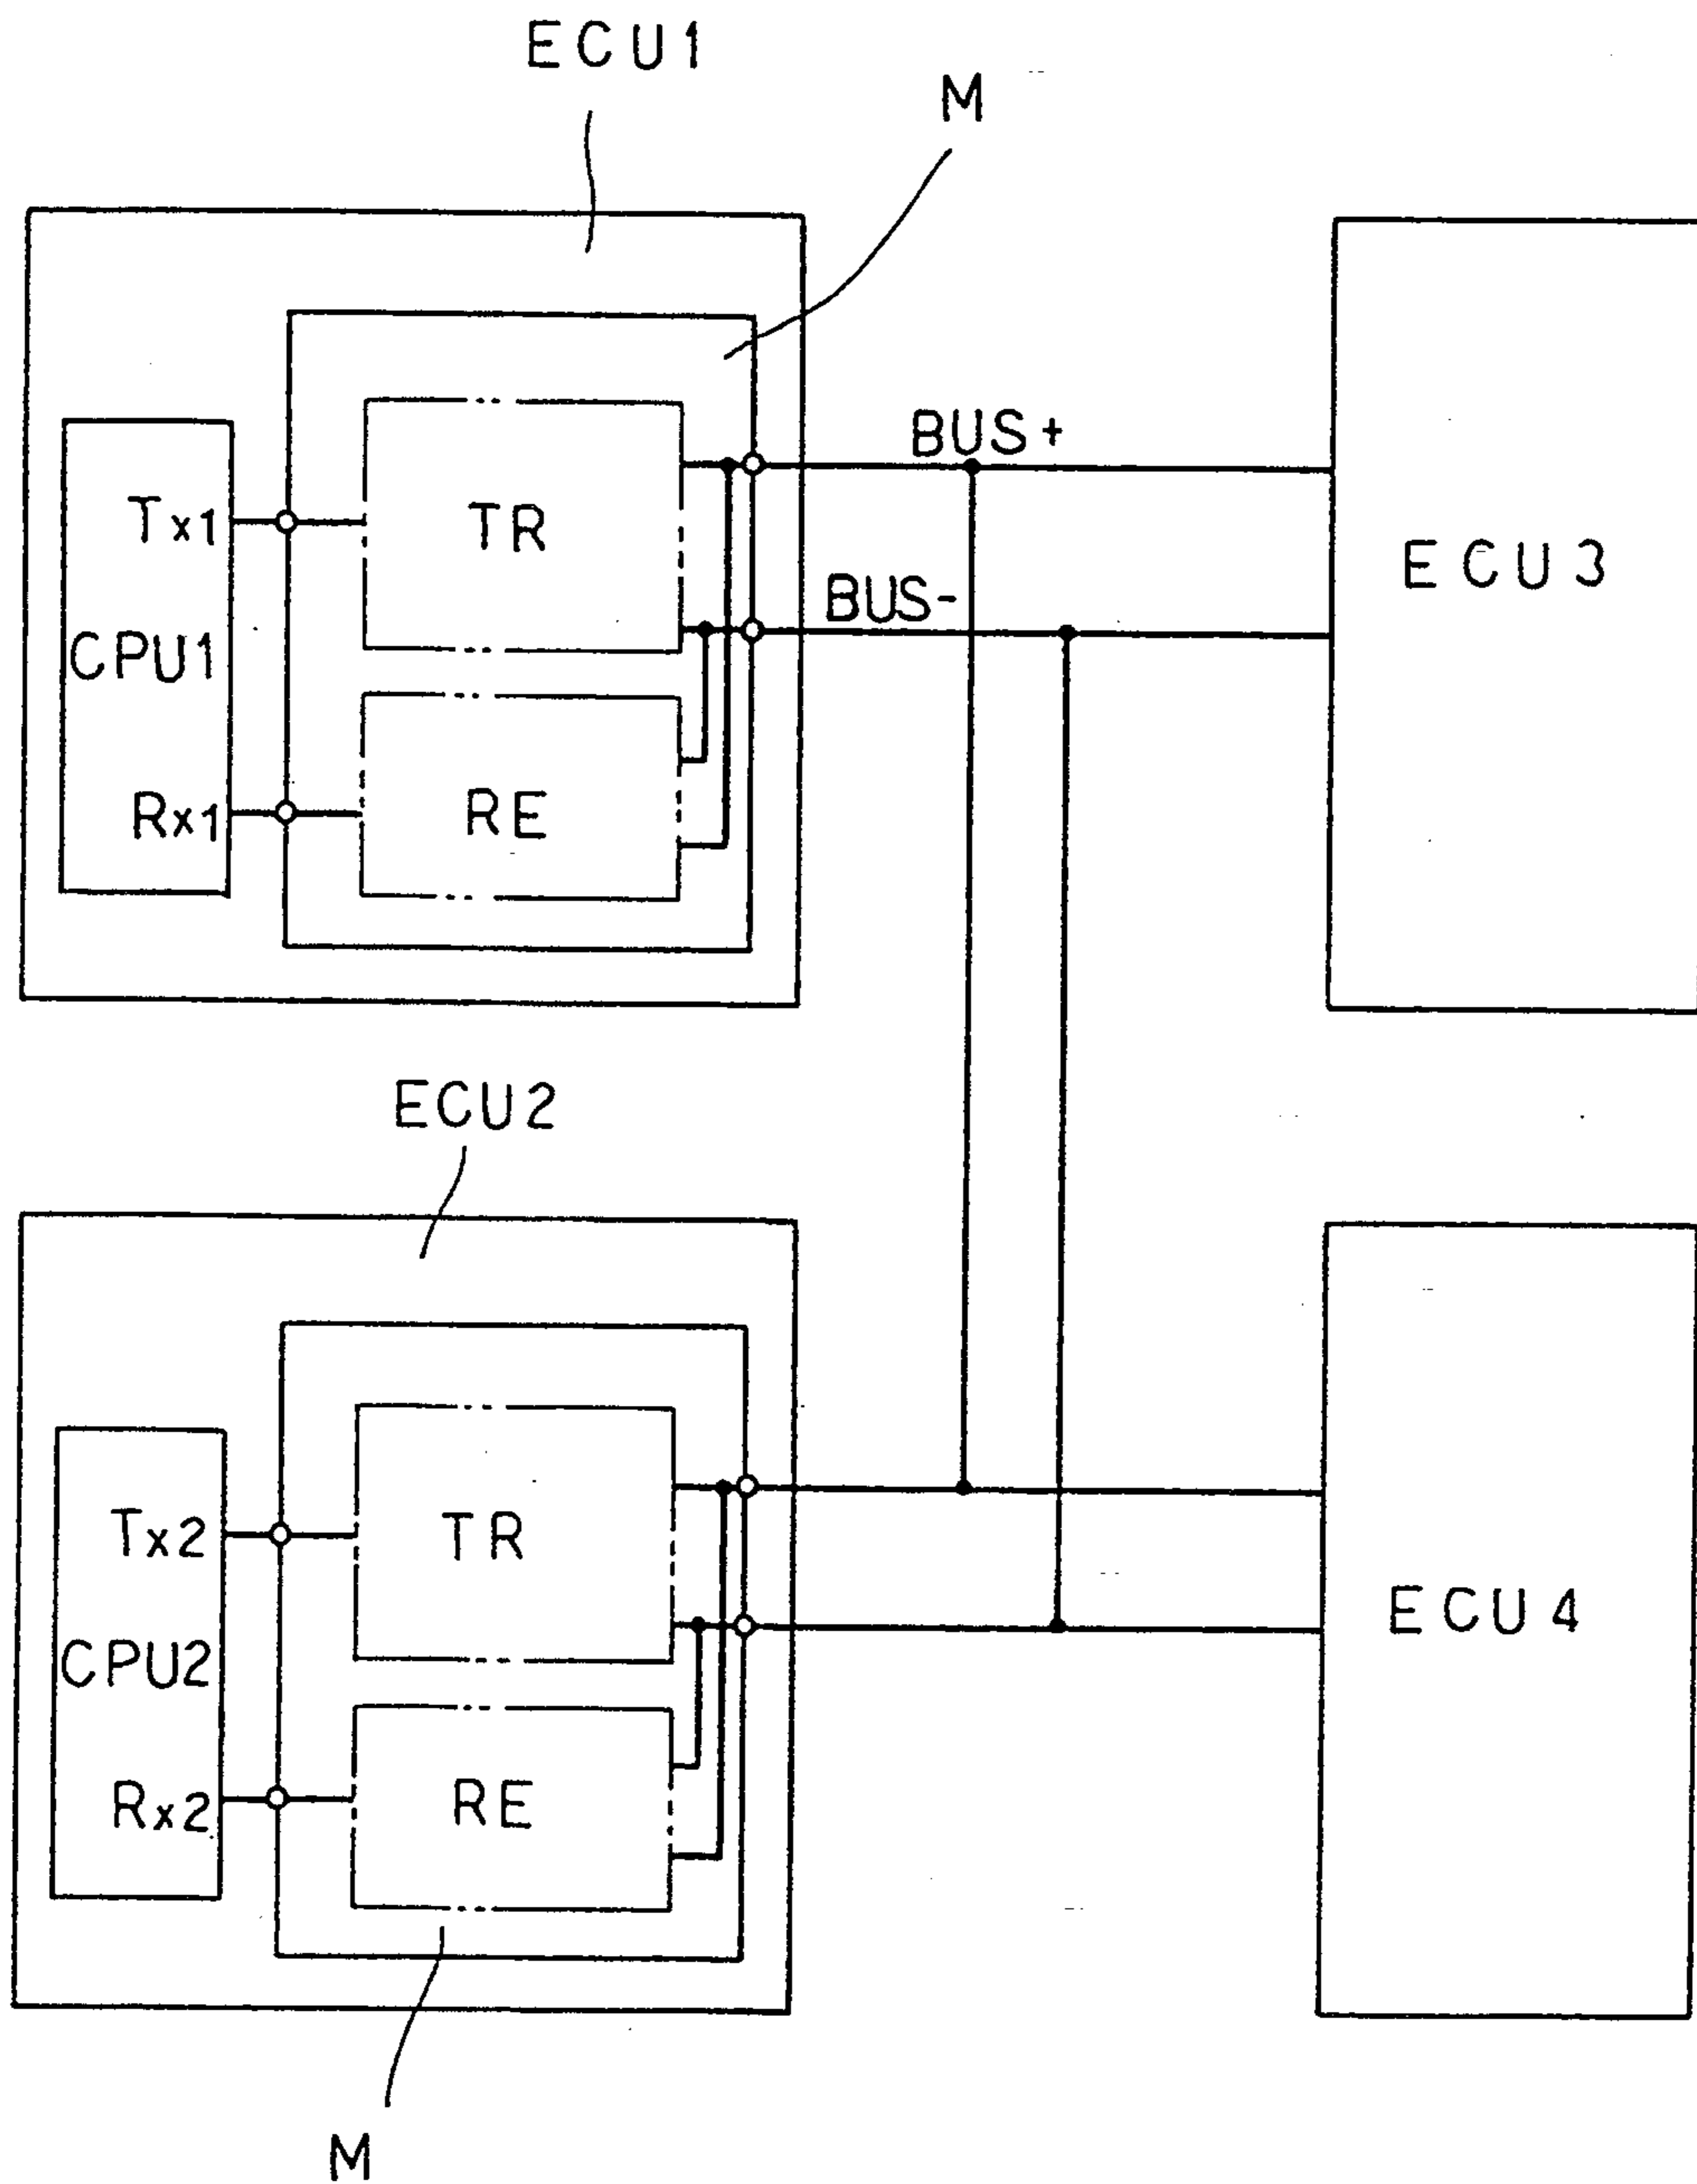 ECU1
M
BUS+
Tx1
TR
ECU3
BUS-
CPU1
Rx1
RE
ECU2
Tx2
TR
ECU4
CPU2
Rx2
RE
M